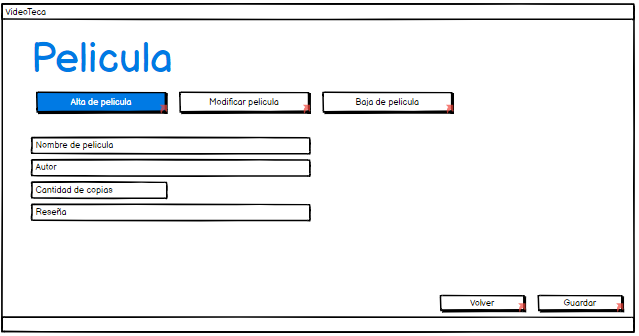 VideoTeca
Pelicula
Alta de pelicula
Modificar pelicula
Baja de pelicula
Nombre de pelicula
Autor
Cantidad de copias
Reseña
Volver
Guardar